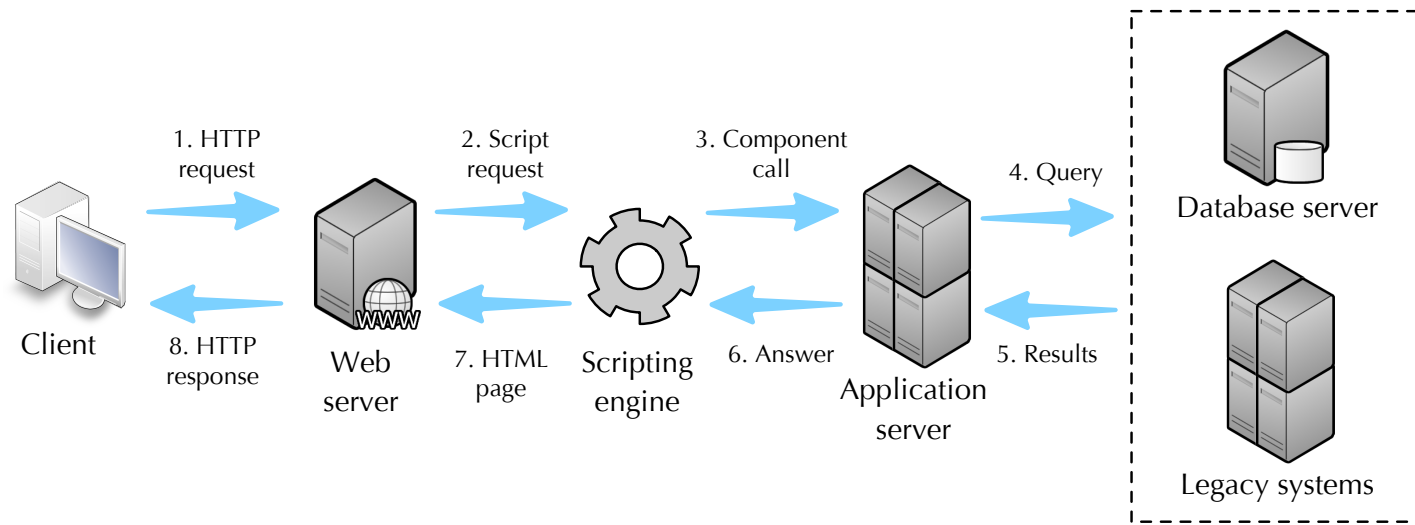 1. HTTP
request
2. Script
request
3. Component
call
4. Query
Database server
WWW
Client
8. HTTP
response
Web
server
7. HTML
page
Scripting
engine
6. Answer
Application
server
5. Results
Legacy systems